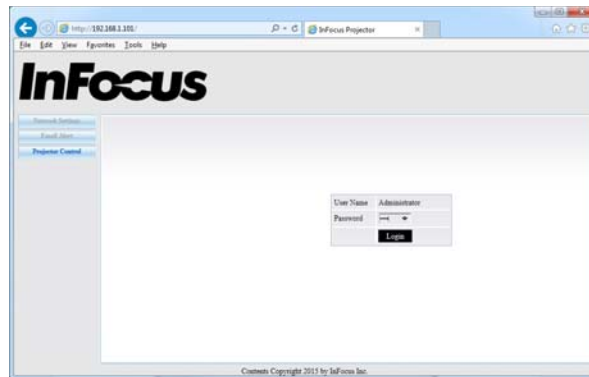 http://192.168.1.101/
InFocus Projector
File Edit View Favorites Tools Help
InFocus
Network Settings
Email Alert
Projector Control
User Name Administrator
Password
Login
Contents Copyright 2015 by InFocus Inc.